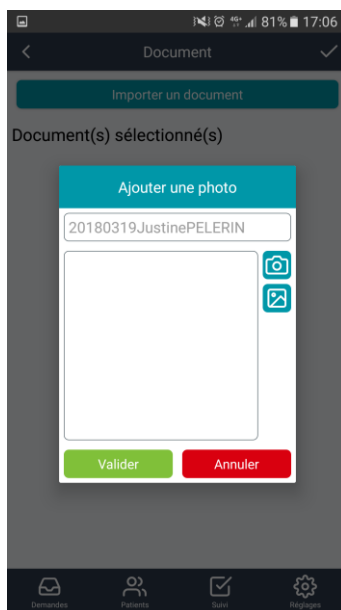 81% 17:06
Document
Importer un document
Document(s) sélectionné(s)
Ajouter une photo
20180319JustinePELERIN
Valider Annuler
Demandes Patients Suivi Réglages